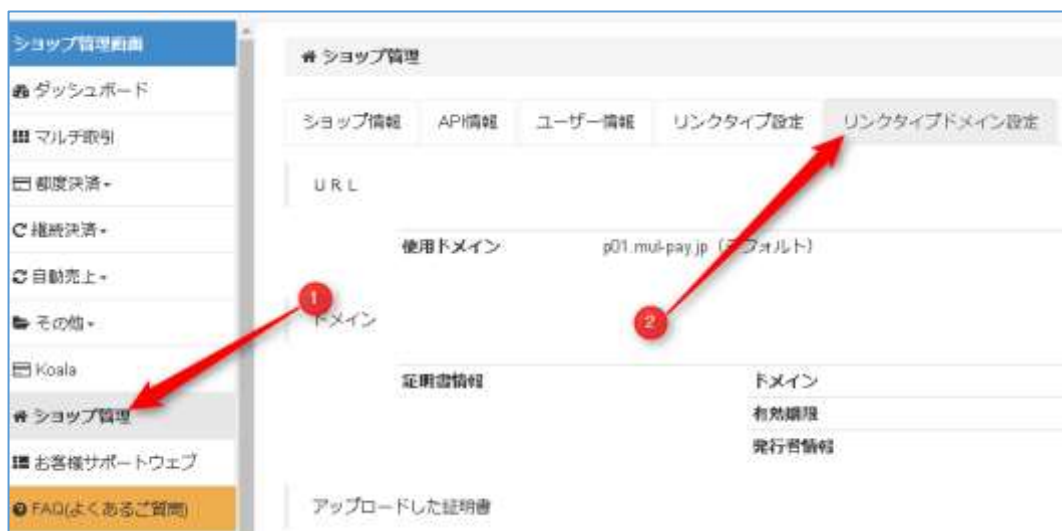 ショップ管理画面
ダッシュボード
マルチ取引
都度決済
継続決済
自動売上
その他
Koala
ショップ管理
お客様サポートウェブ
FAQ(よくあるご質問)
ショップ管理
ショップ情報 API情報 ユーザー情報 リンクタイプ設定 リンクタイプドメイン設定
URL
使用ドメイン p01.mul-pay.jp(デフォルト)
ドメイン
証明書情報 ドメイン
有効期限
発行者情報
アップロードした証明書
1
2